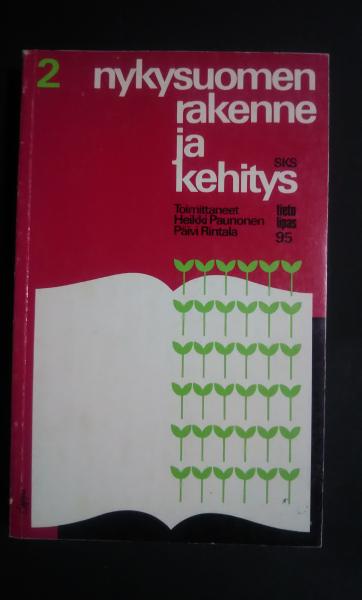 2 nykysuomen
rakenne
ja
SKS
kehitys
Toimittaneet
Heikki Paunonen
Päivi Rintala
Tieto
lipas
95